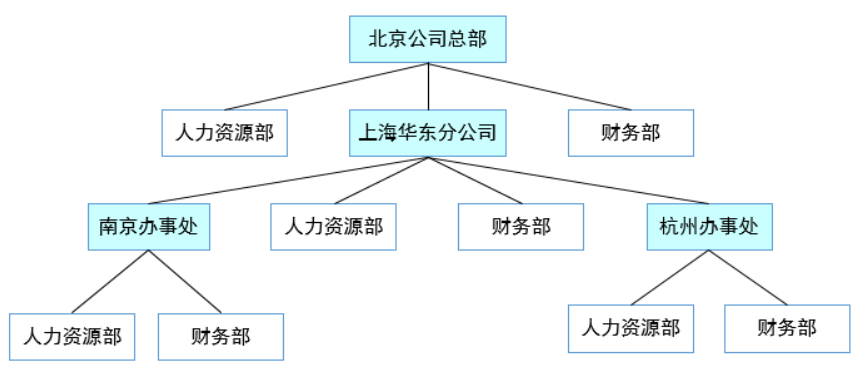 北京公司总部
人力资源部
上海华东分公司
财务部
南京办事处
人力资源部
财务部
杭州办事处
人力资源部
财务部
人力资源部
财务部